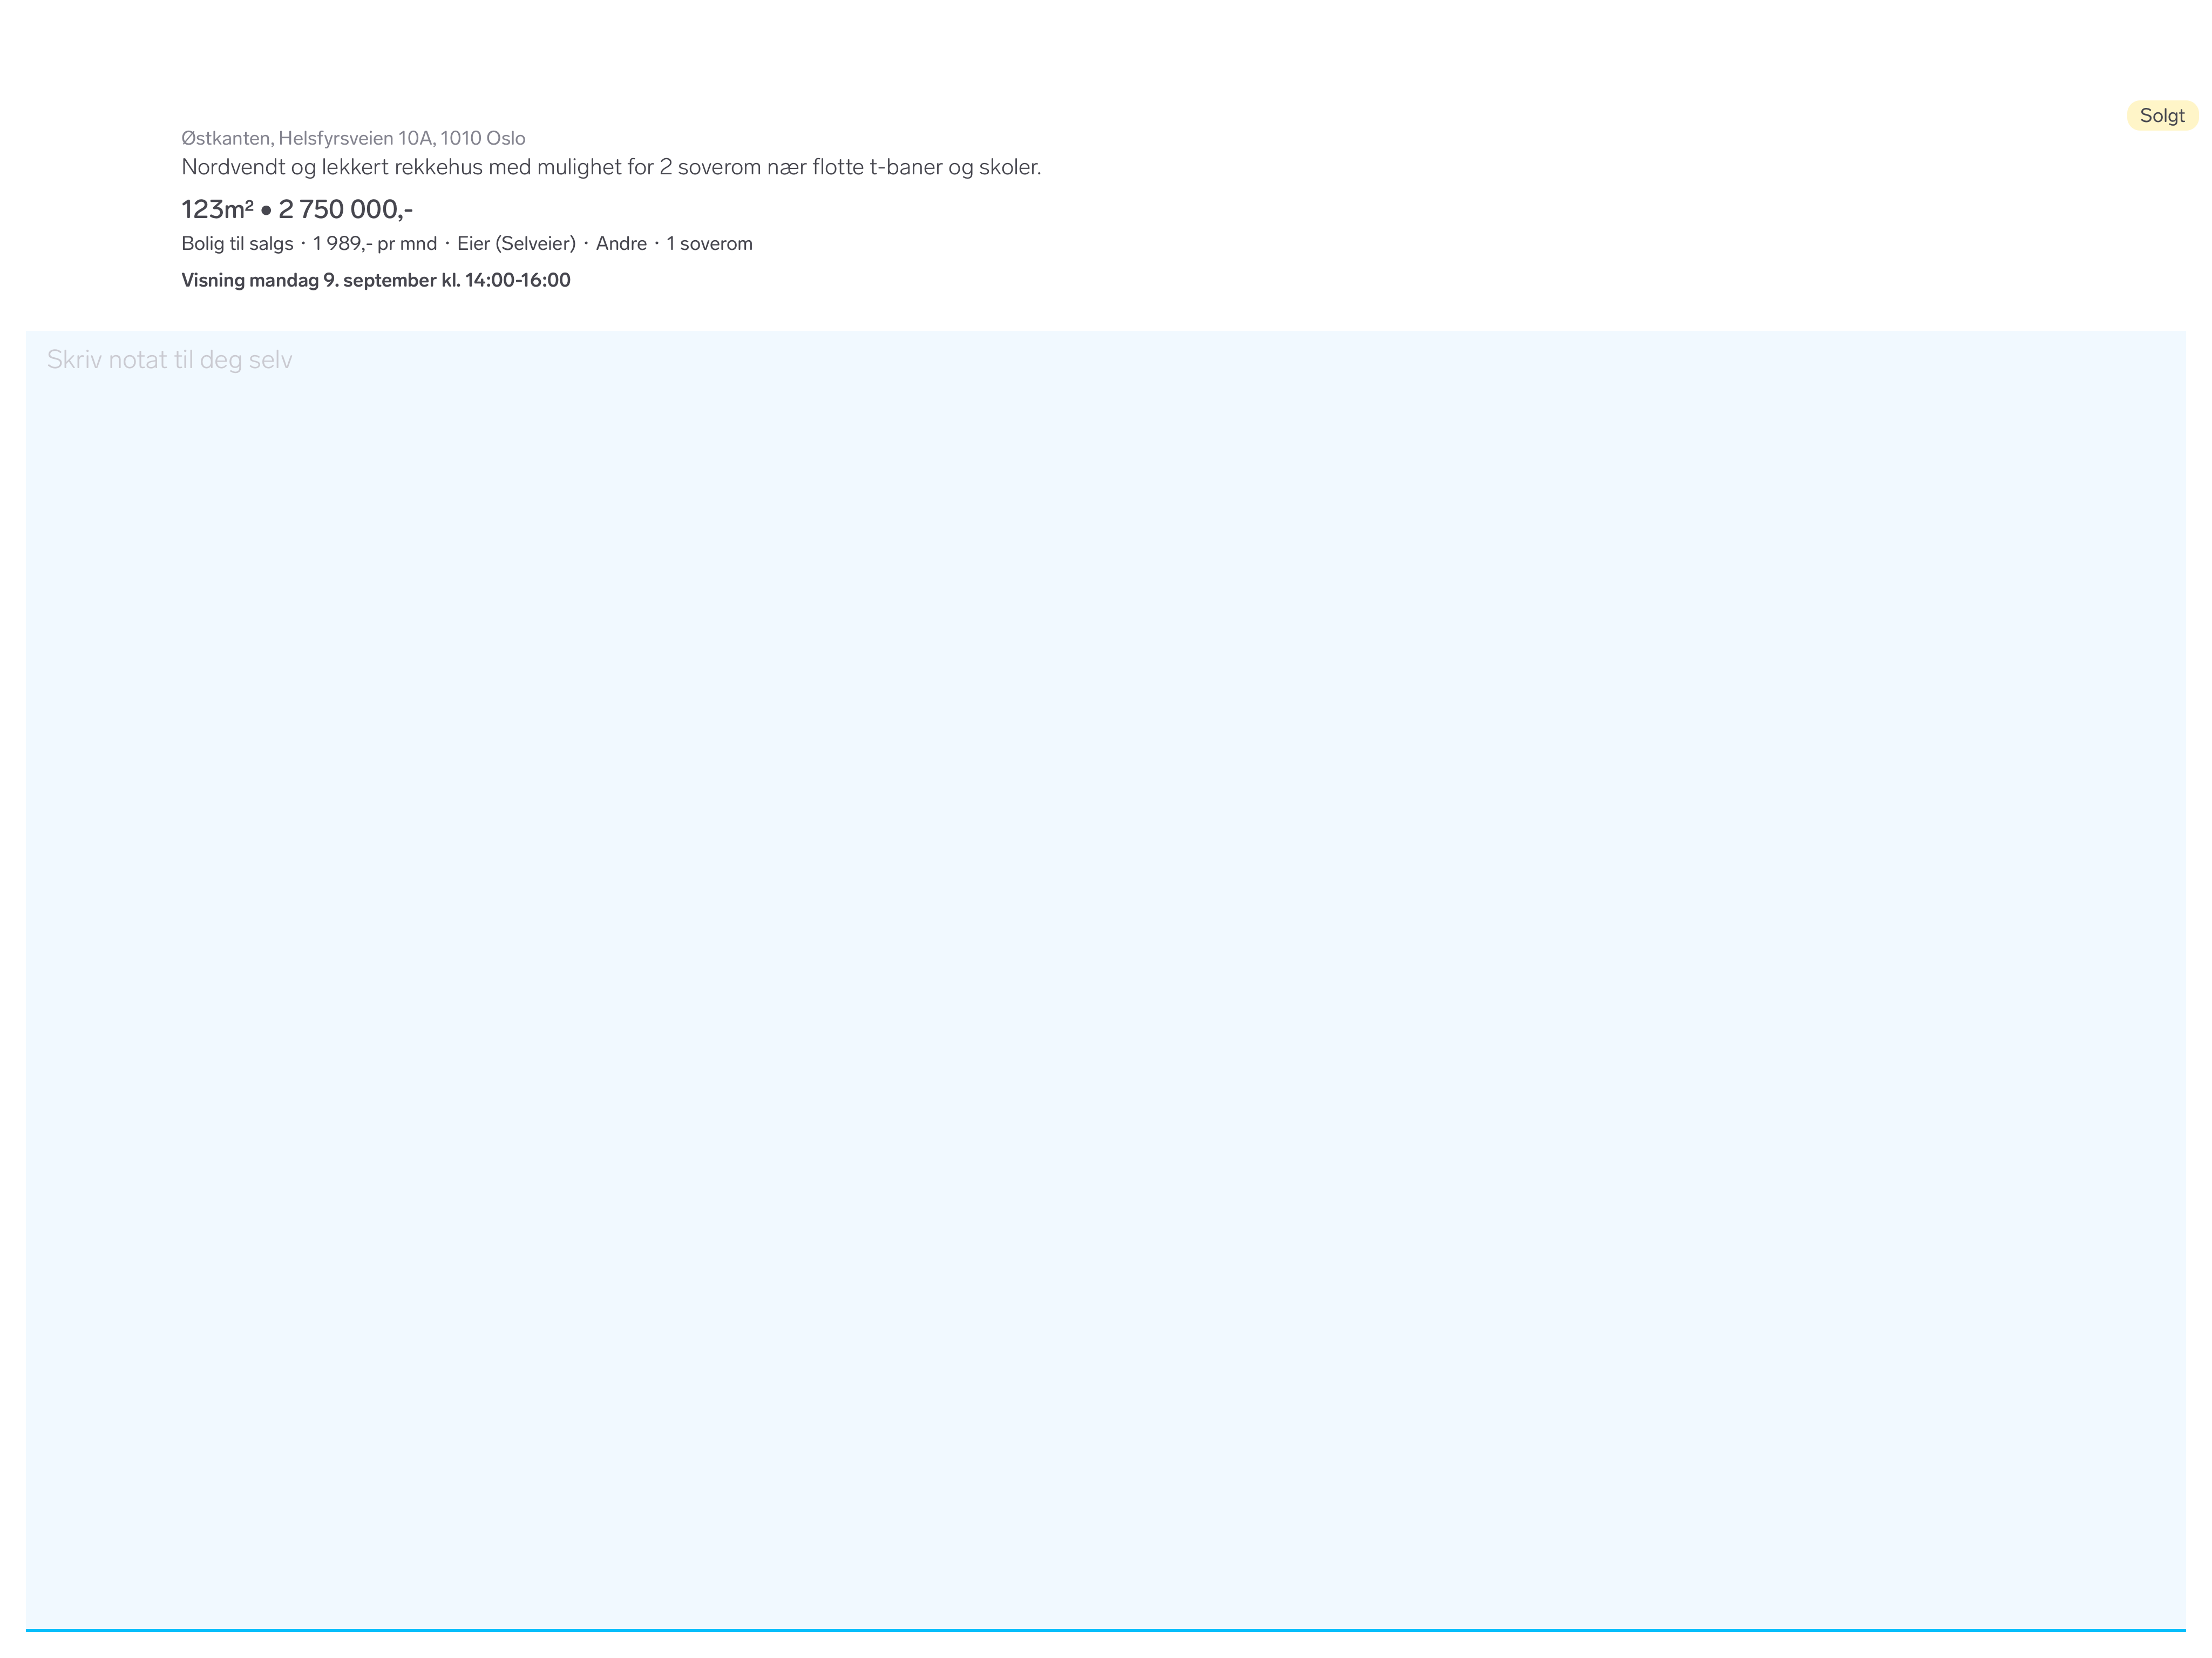 Solgt
Østkanten, Helsfyrsveien 10A, 1010 Oslo
Nordvendt og lekkert rekkehus med mulighet for 2 soverom nær flotte t-baner og skoler.
123m² • 2 750 000,-
Bolig til salgs ・ 1 989,- pr mnd ・ Eier (Selveier) ・ Andre ・ 1 soverom
Visning mandag 9. september kl. 14:00-16:00
Skriv notat til deg selv